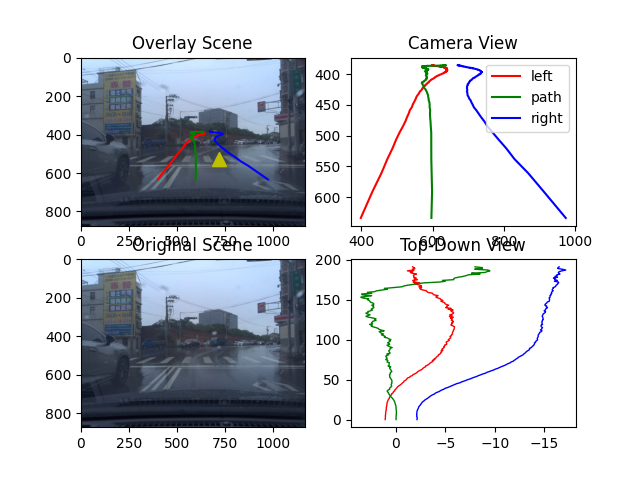 Overlay Scene
0
200
400
600
800
0 250 500 750 1000
Camera View
400
450
500
550
600
400 600 800 1000
left
path
right
Original Scene
0
200
400
600
800
0 250 500 750 1000
Top-Down View
200
150
100
50
0
0 −5 −10 −15